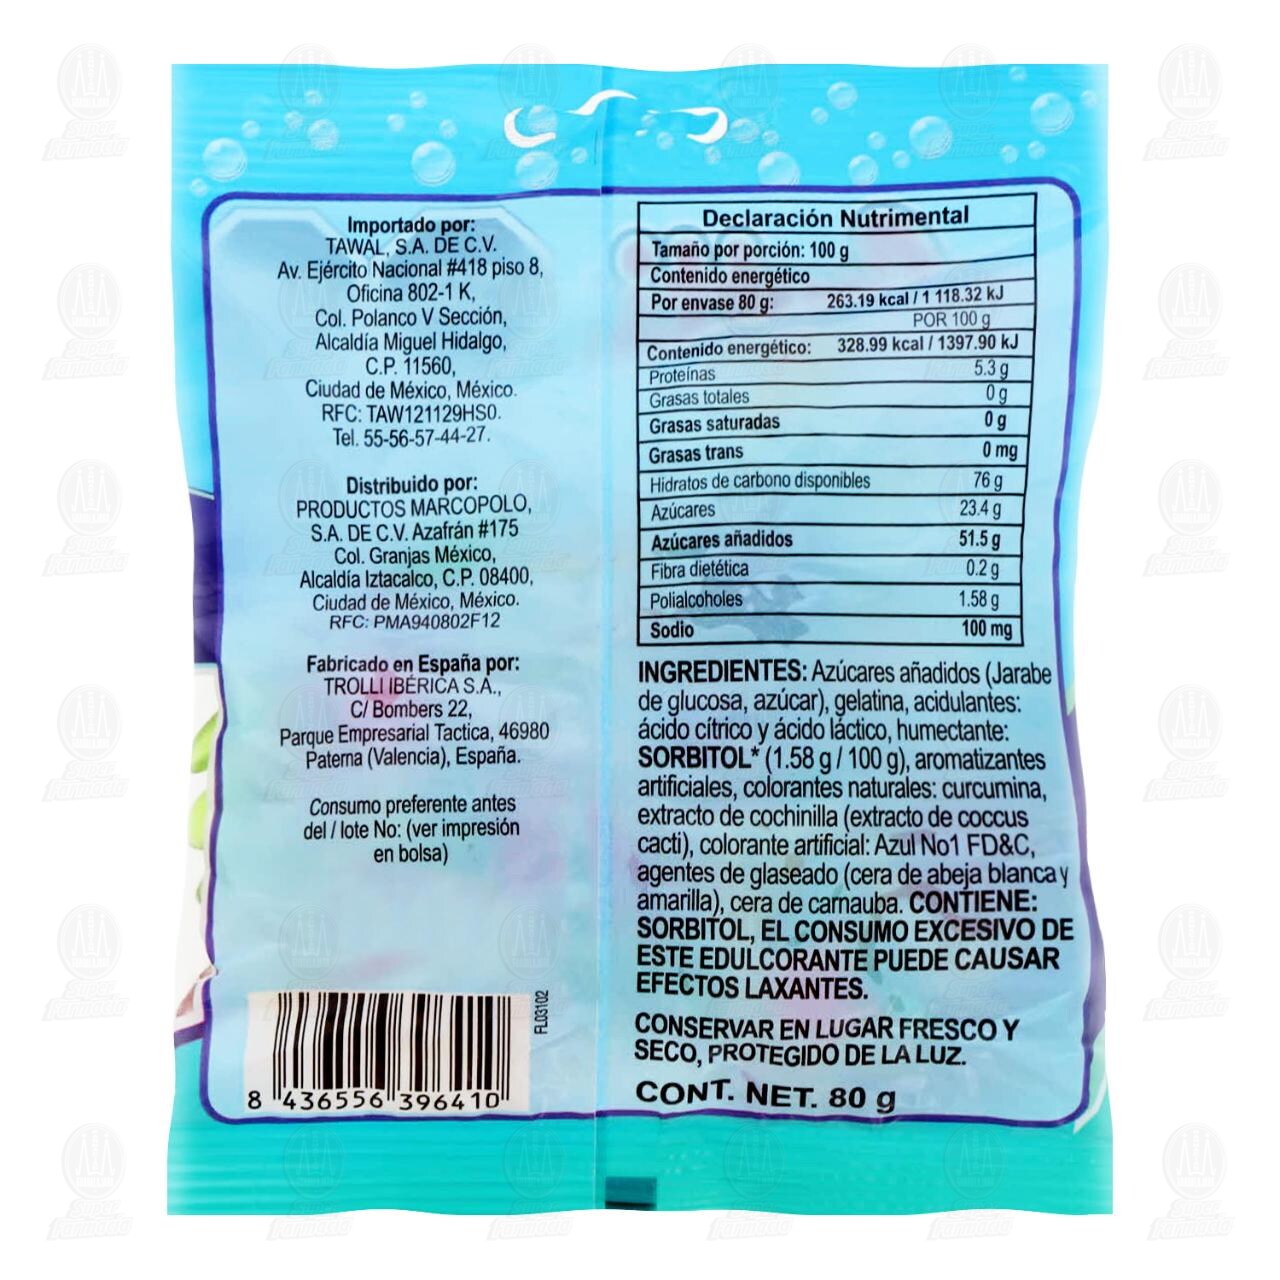 Importado por:
TAWAL, S.A. DE C.V.
Av. Ejército Nacional #418 piso 8,
Oficina 802-1 K,
Col. Polanco V Sección,
Alcaldía Miguel Hidalgo,
C.P. 11560,
Ciudad de México, México.
RFC: TAW121129HS0.
Tel. 55-56-57-44-27.
Distribuido por:
PRODUCTOS MARCOPOLO,
S.A. DE C.V. Azafrán #175
Col. Granjas México,
Alcaldía Iztacalco, C.P. 08400,
Ciudad de México, México.
RFC: PMA940802F12
Fabricado en España por:
TROLLI IBÉRICA S.A.,
C/ Bombers 22,
Parque Empresarial Tactica, 46980
Paterna (Valencia), España.
Consumo preferente antes
del / lote No: (ver impresión
en bolsa)
FL03102
8 436556 396410
Declaración Nutrimental
Tamaño por porción: 100 g
Contenido energético
Por envase 80 g: 263.19 kcal / 1 118.32 kJ
POR 100 g
Contenido energético: 328.99 kcal / 1397.90 kJ
Proteínas 5.3 g
Grasas totales 0 g
Grasas saturadas 0 g
Grasas trans 0 mg
Hidratos de carbono disponibles 76 g
Azúcares 23.4 g
Azúcares añadidos 51.5 g
Fibra dietética 0.2 g
Polialcoholes 1.58 g
Sodio 100 mg
INGREDIENTES: Azúcares añadidos (Jarabe
de glucosa, azúcar), gelatina, acidulantes:
ácido cítrico y ácido láctico, humectante:
SORBITOL* (1.58 g / 100 g), aromatizantes
artificiales, colorantes naturales: curcumina,
extracto de cochinilla (extracto de coccus
cacti), colorante artificial: Azul No1 FD&C,
agentes de glaseado (cera de abeja blanca y
amarilla), cera de carnauba. CONTIENE:
SORBITOL, EL CONSUMO EXCESIVO DE
ESTE EDULCORANTE PUEDE CAUSAR
EFECTOS LAXANTES.
CONSERVAR EN LUGAR FRESCO Y
SECO, PROTEGIDO DE LA LUZ.
CONT. NET. 80 g